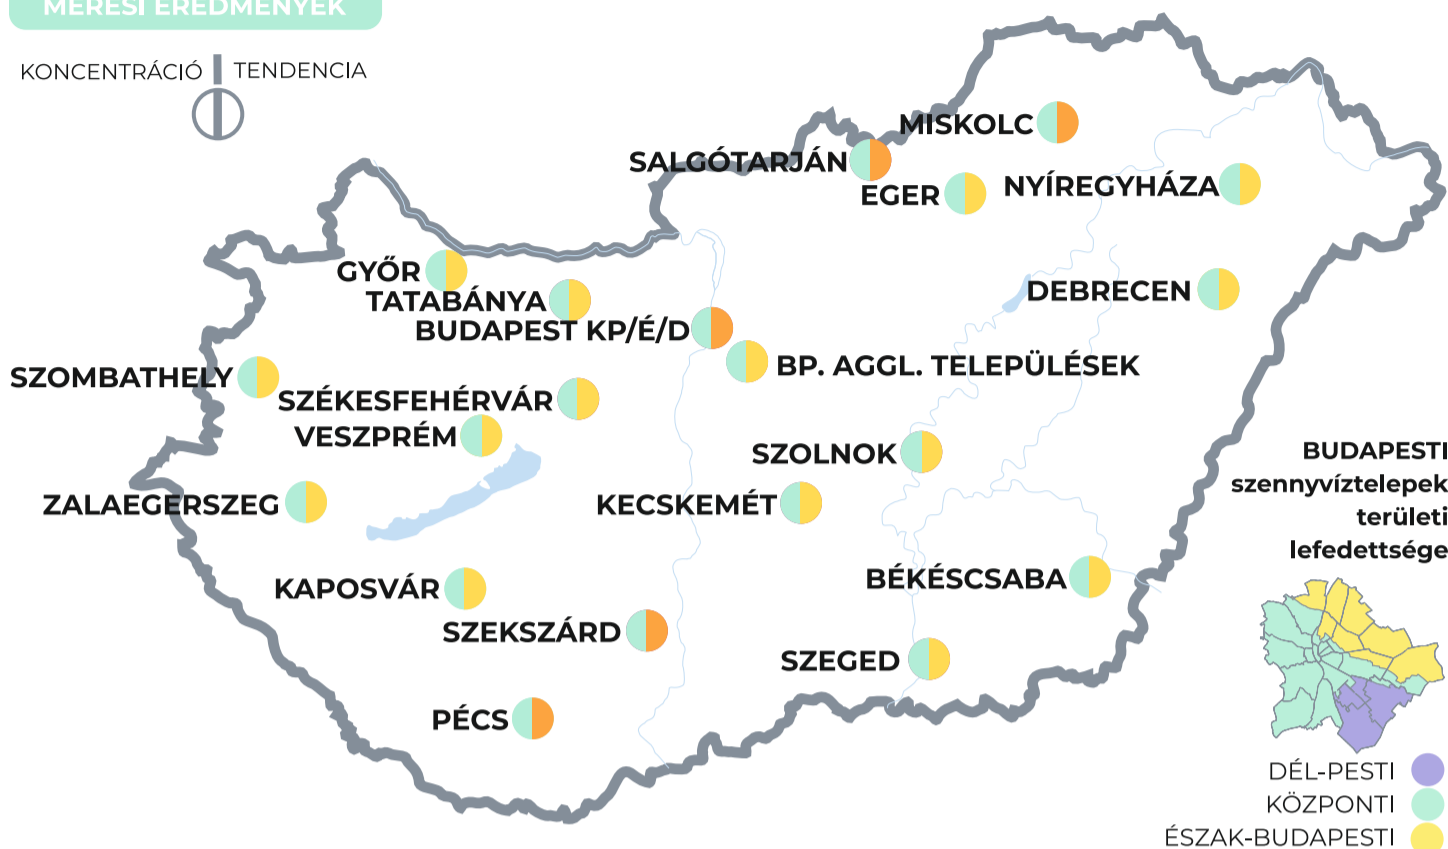 MÉRÉSI EREDMÉNYEK
KONCENTRÁCIÓ TENDENCIA
MISKOLC
SALGÓTARJÁN
EGER
NYÍREGYHÁZA
GYŐR
TATABÁNYA
DEBRECEN
BUDAPEST KP/É/D
BP. AGGL. TELEPÜLÉSEK
SZOMBATHELY
SZÉKESFEHÉRVÁR
VESZPRÉM
SZOLNOK
ZALAEGERSZEG
KECSKEMÉT
BÉKÉSCSABA
KAPOSVÁR
SZEKSZÁRD
SZEGED
PÉCS
BUDAPESTI
szennyvíztelepek
területi
lefedettsége
DÉL-PESTI
KÖZPONTI
ÉSZAK-BUDAPESTI